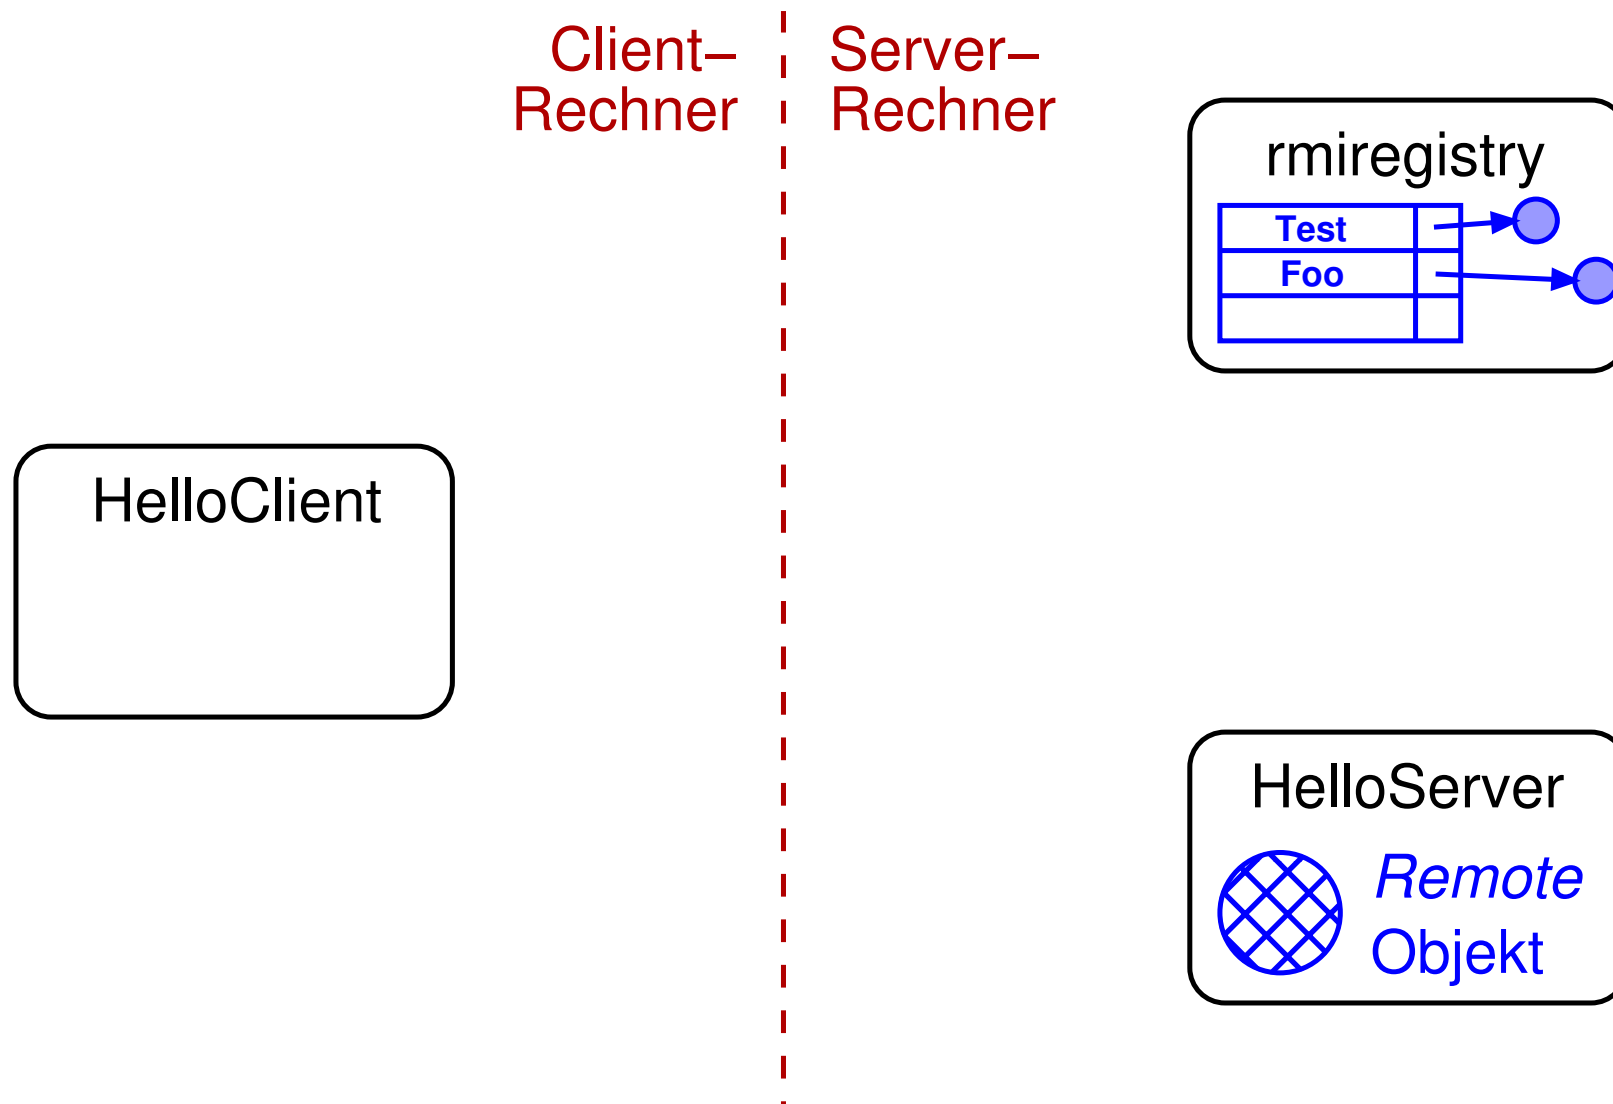 Client–
Rechner
Server–
Rechner
rmiregistry
Test
Foo
HelloClient
HelloServer
Remote
Objekt